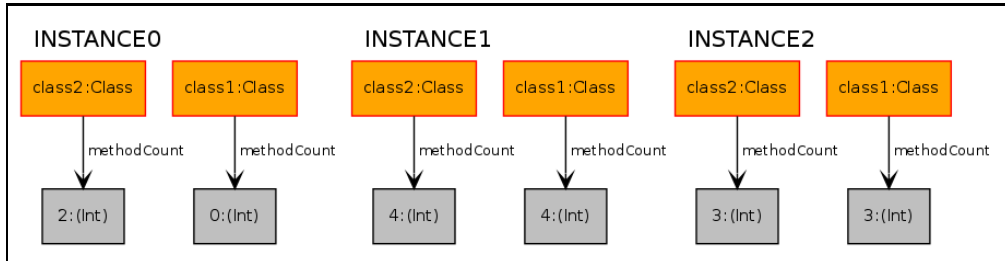 INSTANCE0 INSTANCE1 INSTANCE2
class2:Class class1:Class class2:Class class1:Class class2:Class class1:Class
methodCount methodCount methodCount methodCount methodCount methodCount
2:(Int) 0:(Int) 4:(Int) 4:(Int) 3:(Int) 3:(Int)